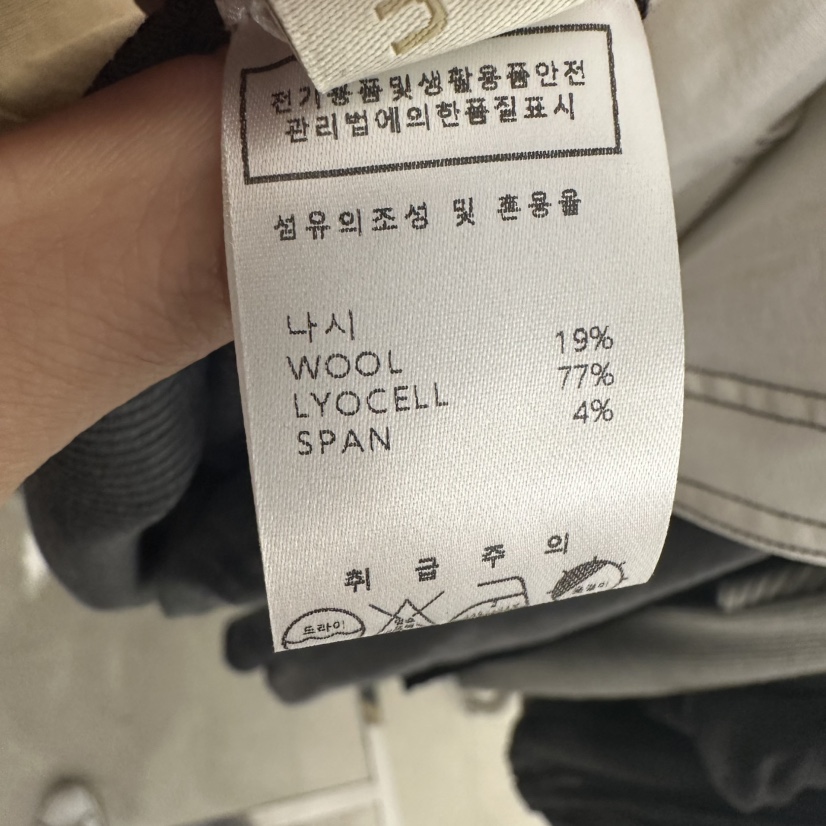 전기용품및생활용품안전
관리법에의한품질표시
섬유의조성 및 혼용율
나시
WOOL 19%
LYOCELL 77%
SPAN 4%
취급주의
드라이